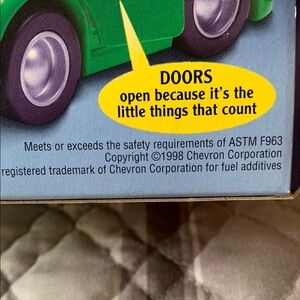 DOORS
open because it's the
little things that count
Meets or exceeds the safety requirements of ASTM F963
Copyright ©1998 Chevron Corporation
registered trademark of Chevron Corporation for fuel additives